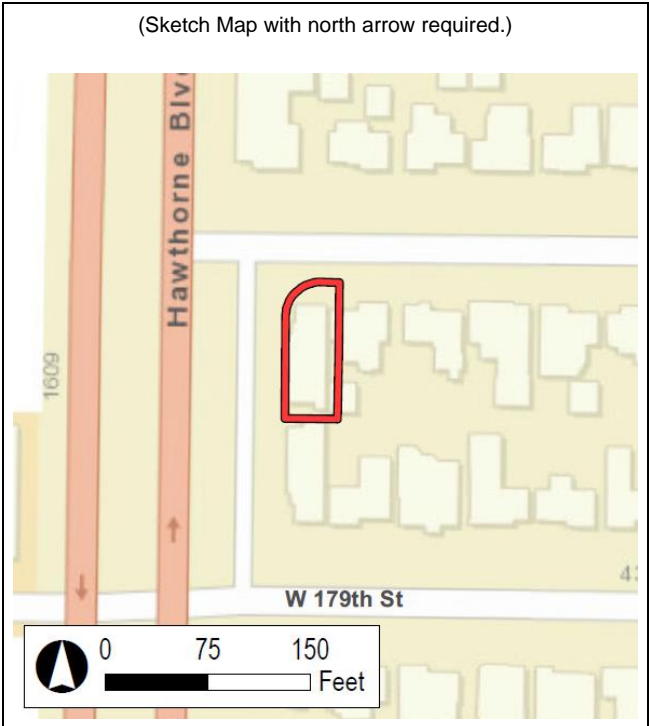 (Sketch Map with north arrow required.)
Hawthorne Blv
1609
W 179th St
0 75 150
Feet